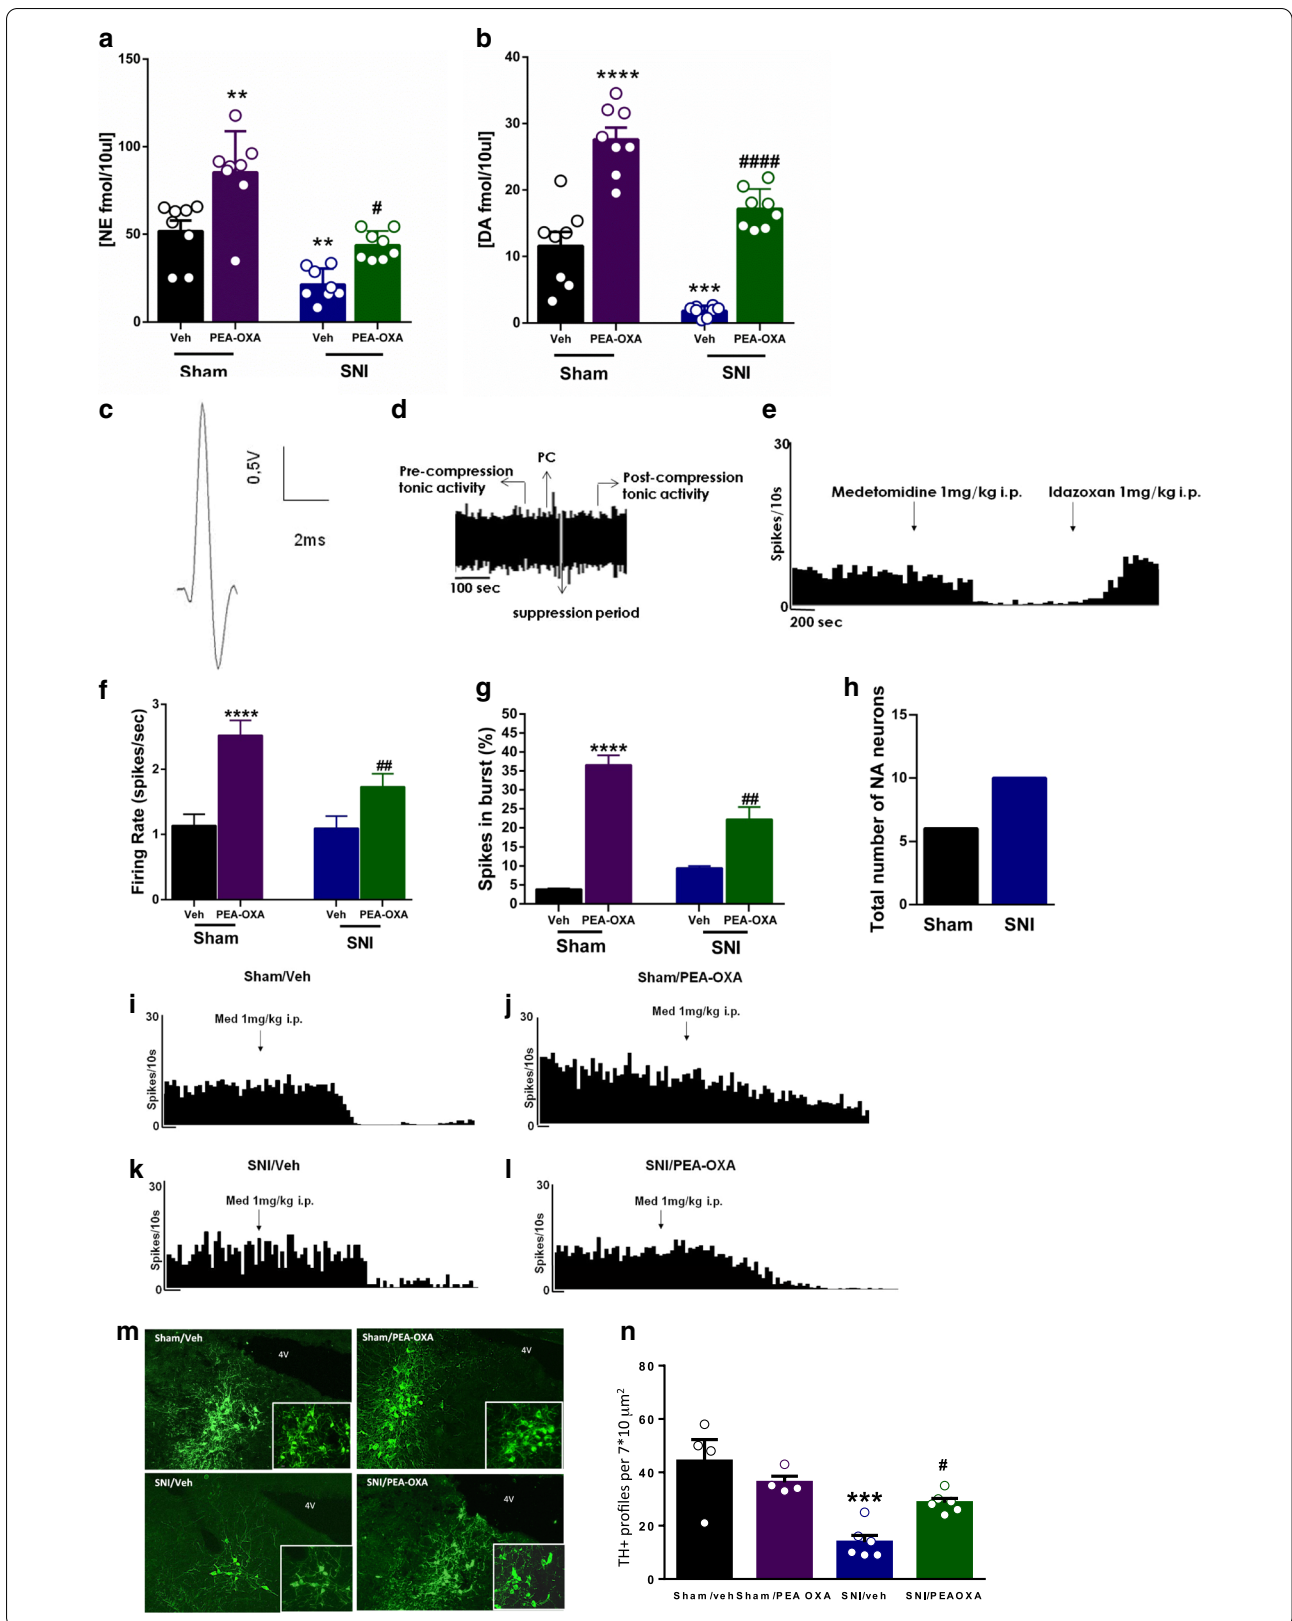 a
b
150
100
50
0
[NE fmol/10ul]
**
**
#
Veh PEA-OXA Veh PEA-OXA
Sham SNI
40
30
20
10
0
[DA fmol/10ul]
****
***
####
Veh PEA-OXA Veh PEA-OXA
Sham SNI
c
d
e
0,5V
2ms
PC
Pre-compression
tonic activity
Post-compression
tonic activity
100 sec
suppression period
30
Spikes/10s
0
Medetomidine 1mg/kg i.p.
Idazoxan 1mg/kg i.p.
200 sec
f
g
h
3
2
1
0
Firing Rate (spikes/sec)
****
##
Veh PEA-OXA Veh PEA-OXA
Sham SNI
50
45
40
35
30
25
20
15
10
5
0
Spikes in burst (%)
****
##
Veh PEA-OXA Veh PEA-OXA
Sham SNI
15
10
5
0
Total number of NA neurons
Sham SNI
Sham/Veh
i
30
Spikes/10s
0
Med 1mg/kg i.p.
Sham/PEA-OXA
j
30
Spikes/10s
0
Med 1mg/kg i.p.
SNI/Veh
k
30
Spikes/10s
0
Med 1mg/kg i.p.
SNI/PEA-OXA
l
30
Spikes/10s
0
Med 1mg/kg i.p.
m
Sham/Veh
4V
Sham/PEA-OXA
4V
SNI/Veh
4V
SNI/PEA-OXA
4V
n
80
60
40
20
0
TH+ profiles per 7*10 µm²
***
#
Sham/veh Sham/PEA OXA SNI/veh SNI/PEAOXA